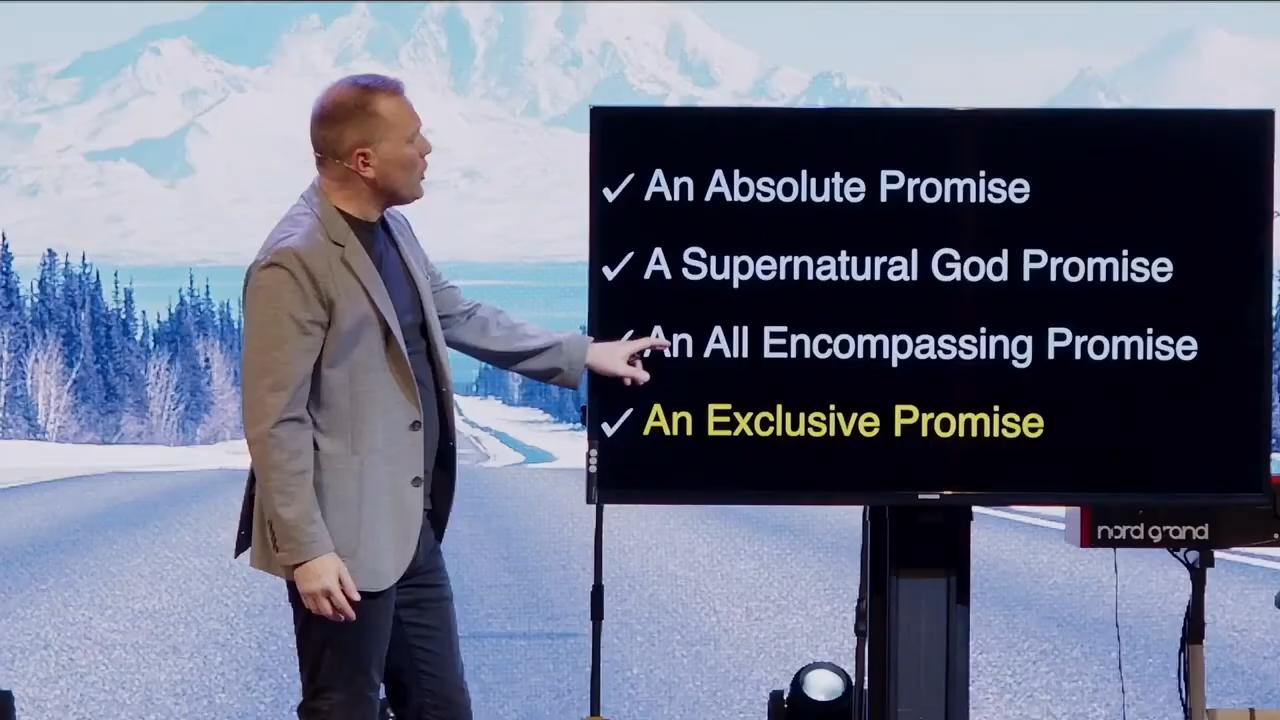 ✓ An Absolute Promise
✓ A Supernatural God Promise
✓ An All Encompassing Promise
✓ An Exclusive Promise
nord grand